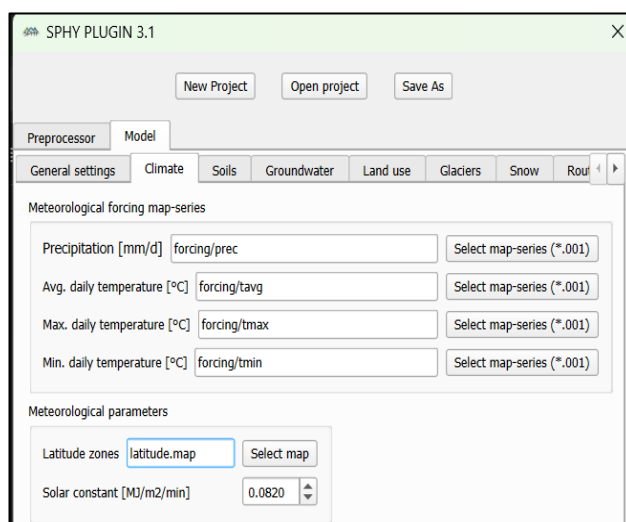 SPHY PLUGIN 3.1
New Project Open project Save As
Preprocessor Model
General settings Climate Soils Groundwater Land use Glaciers Snow
Meteorological forcing map-series
Precipitation [mm/d] forcing/prec Select map-series (*.001)
Avg. daily temperature [ºC] forcing/tavg Select map-series (*.001)
Max. daily temperature [ºC] forcing/tmax Select map-series (*.001)
Min. daily temperature [ºC] forcing/tmin Select map-series (*.001)
Meteorological parameters
Latitude zones latitude.map Select map
Solar constant [MJ/m2/min] 0.0820